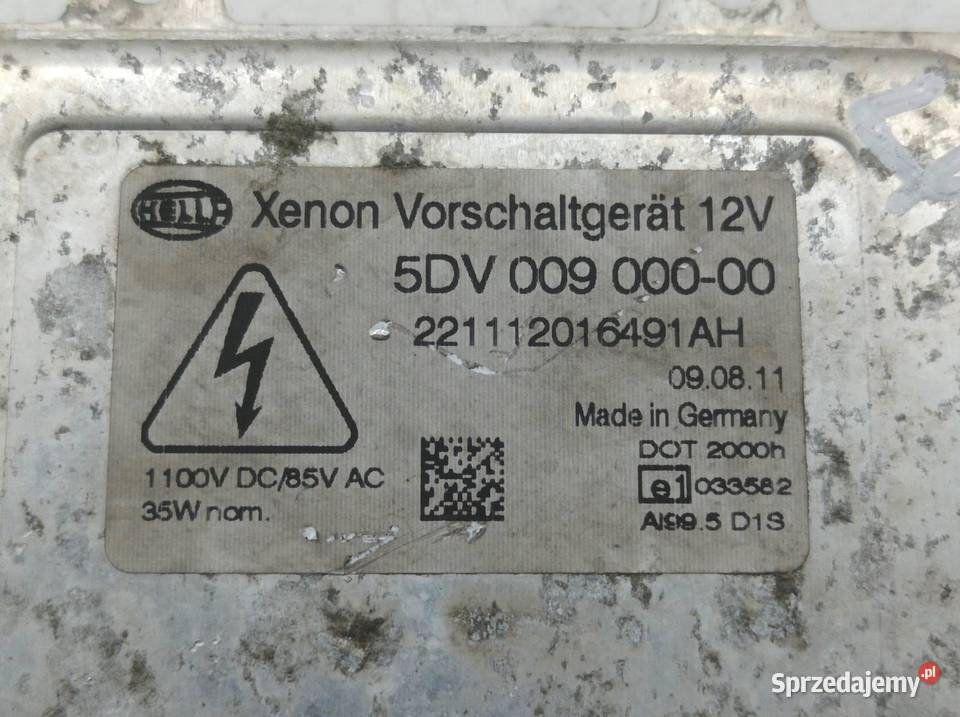 HELLA Xenon Vorschaltgerät 12V
5DV 009 000-00
221112016491AH
09.08.11
Made in Germany
DOT 2000h
1100V DC/85V AC
e1 033582
35W nom.
AI99.5 D1S
Sprzedajemy.pl